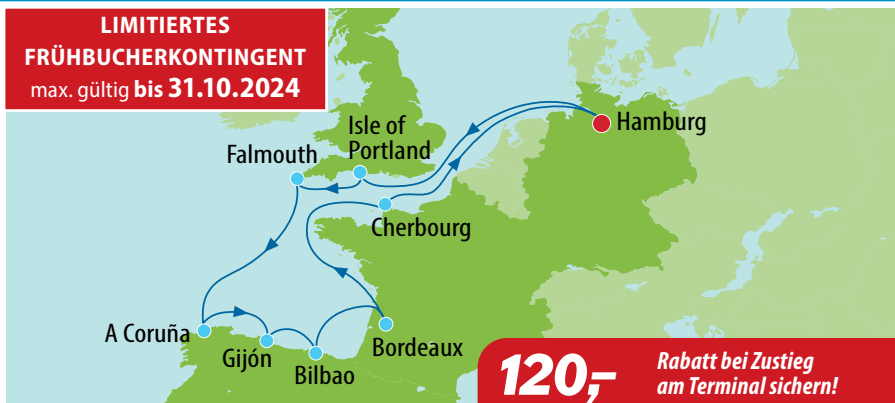 LIMITIERTES
FRÜHBUCHERKONTINGENT
max. gültig bis 31.10.2024
Hamburg
Isle of
Portland
Falmouth
Cherbourg
A Coruña
Gijón
Bilbao
Bordeaux
120,-
Rabatt bei Zustieg
am Terminal sichern!